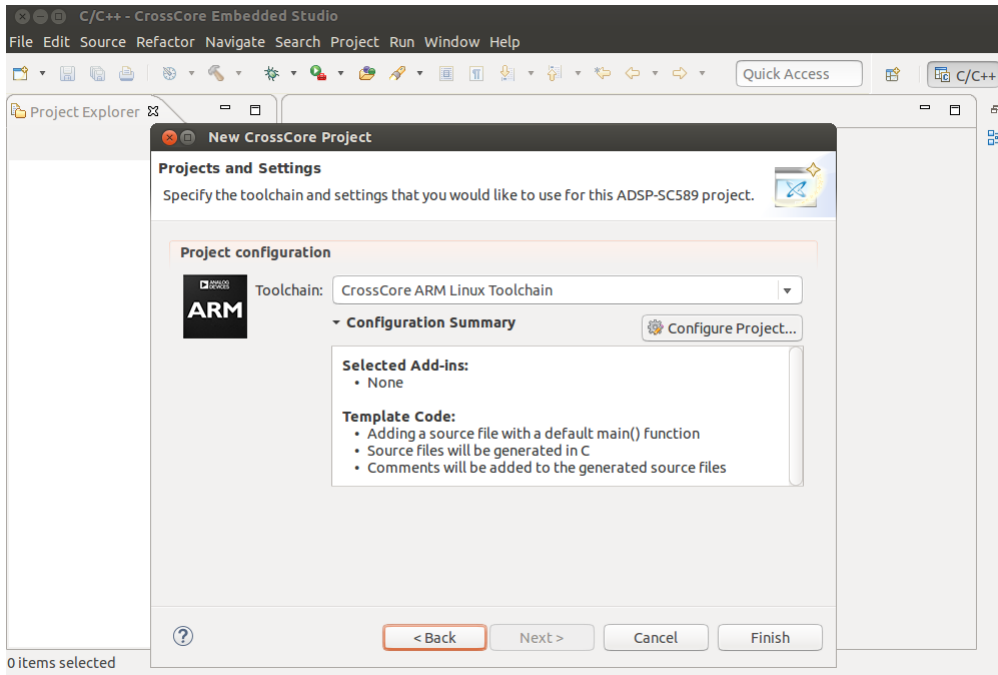 C/C++ - CrossCore Embedded Studio
File Edit Source Refactor Navigate Search Project Run Window Help
Quick Access
C/C++
Project Explorer
New CrossCore Project
Projects and Settings
Specify the toolchain and settings that you would like to use for this ADSP-SC589 project.
Project configuration
ANALOG
DEVICES
ARM
Toolchain:
CrossCore ARM Linux Toolchain
Configuration Summary
Configure Project...
Selected Add-ins:
• None
Template Code:
• Adding a source file with a default main() function
• Source files will be generated in C
• Comments will be added to the generated source files
?
< Back
Next >
Cancel
Finish
0 items selected